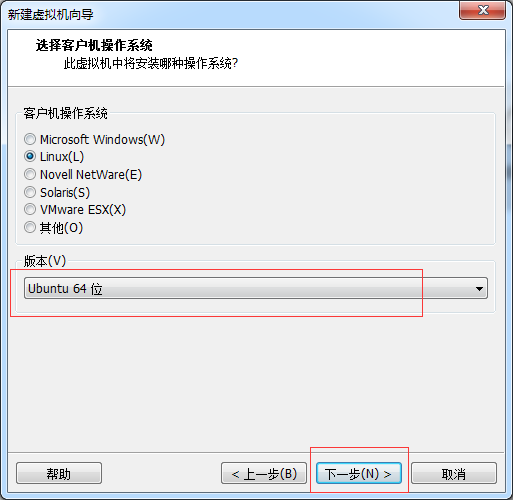 新建虚拟机向导
选择客户机操作系统
此虚拟机中将安装哪种操作系统?
客户机操作系统
Microsoft Windows(W)
Linux(L)
Novell NetWare(E)
Solaris(S)
VMware ESX(X)
其他(O)
版本(V)
Ubuntu 64 位
帮助
< 上一步(B)
下一步(N) >
取消